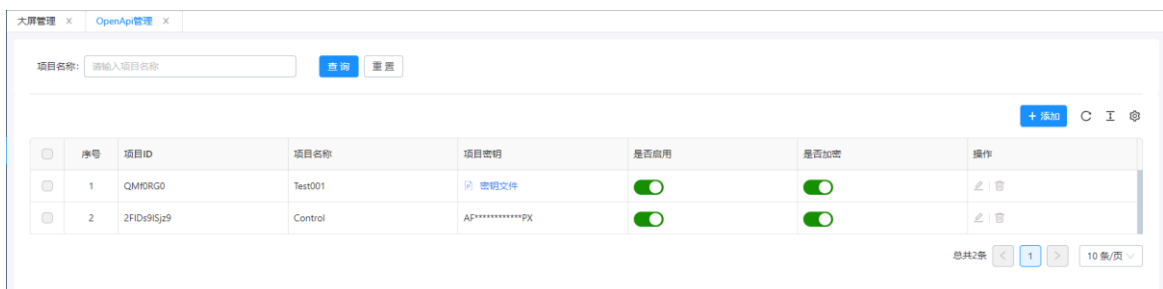 大屏管理 × OpenApi管理 ×
项目名称: 请输入项目名称 查 询 重 置
+ 添加
序号 项目ID 项目名称 项目密钥 是否启用 是否加密 操作
1 QMf0RG0 Test001 密钥文件
2 2FIDs9ISjz9 Control AF************PX
总共2条 < 1 > 10 条/页